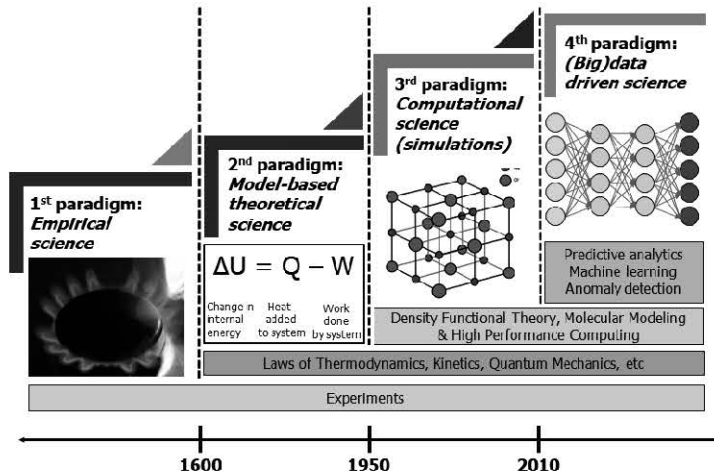 1st paradigm:
Empirical
science
2nd paradigm:
Model-based
theoretical
science
ΔU = Q – W
Change in
internal
energy
Heat
added
to system
Work
done
by system
3rd paradigm:
Computational
science
(simulations)
4th paradigm:
(Big)data
driven science
Predictive analytics
Machine learning
Anomaly detection
Density Functional Theory, Molecular Modeling
& High Performance Computing
Laws of Thermodynamics, Kinetics, Quantum Mechanics, etc
Experiments
1600
1950
2010